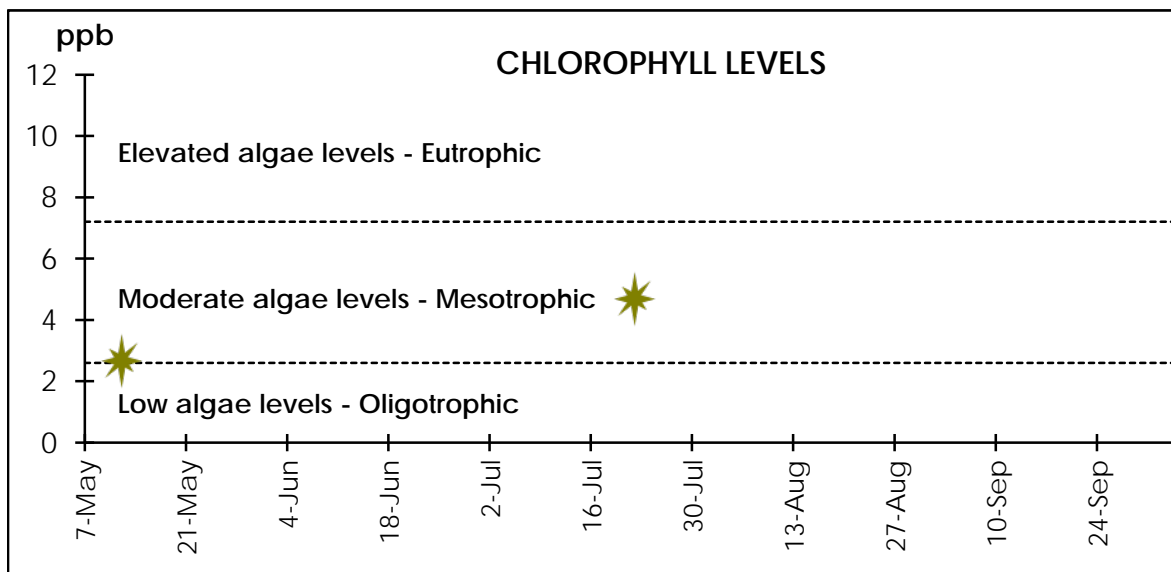 ppb
CHLOROPHYLL LEVELS
12
10
Elevated algae levels - Eutrophic
8
6
Moderate algae levels - Mesotrophic
4
2
Low algae levels - Oligotrophic
0
7-May
21-May
4-Jun
18-Jun
2-Jul
16-Jul
30-Jul
13-Aug
27-Aug
10-Sep
24-Sep